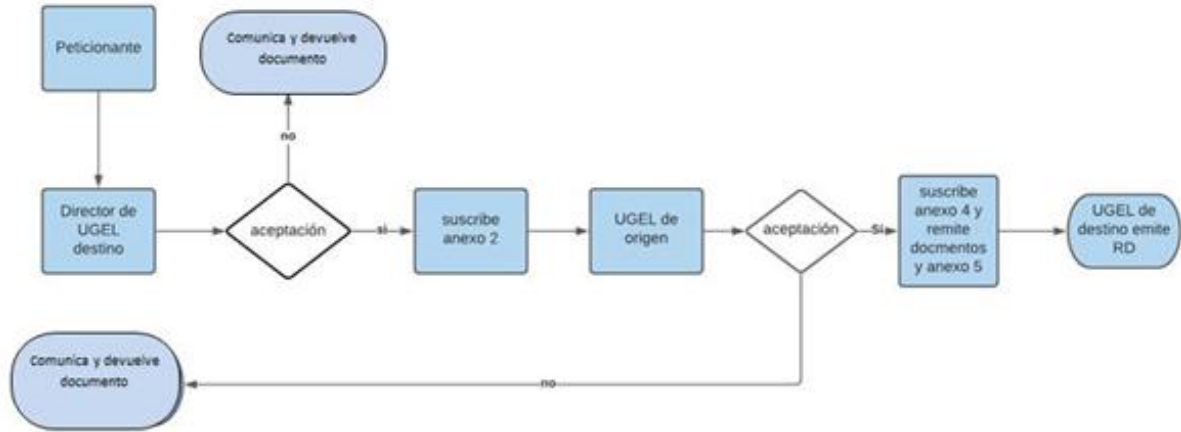 Peticionante
Comunica y devuelve
documento
no
Director de
UGEL
destino
aceptación
si
suscribe
anexo 2
UGEL de
origen
aceptación
Si
suscribe
anexo 4 y
remite
docmentos
y anexo 5
UGEL de
destino emite
RD
Comunica y devuelve
documento
no